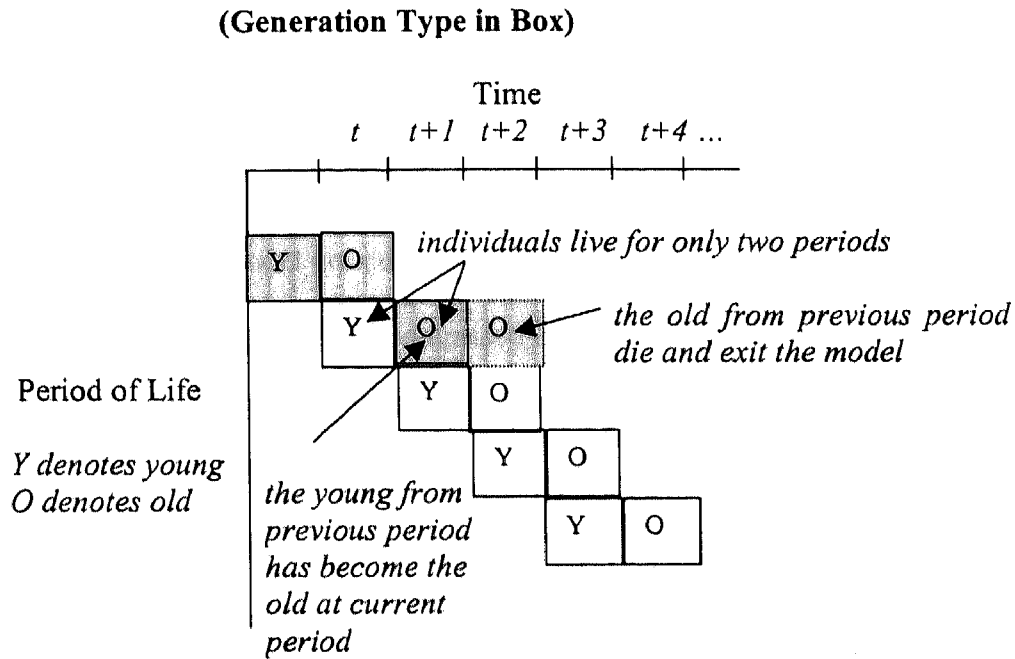 (Generation Type in Box)
Time
t t+1 t+2 t+3 t+4 ...
individuals live for only two periods
Y O
Y O O
the old from previous period
die and exit the model
Period of Life
Y O
Y denotes young
O denotes old
Y O
the young from
previous period
has become the
old at current
period
Y O